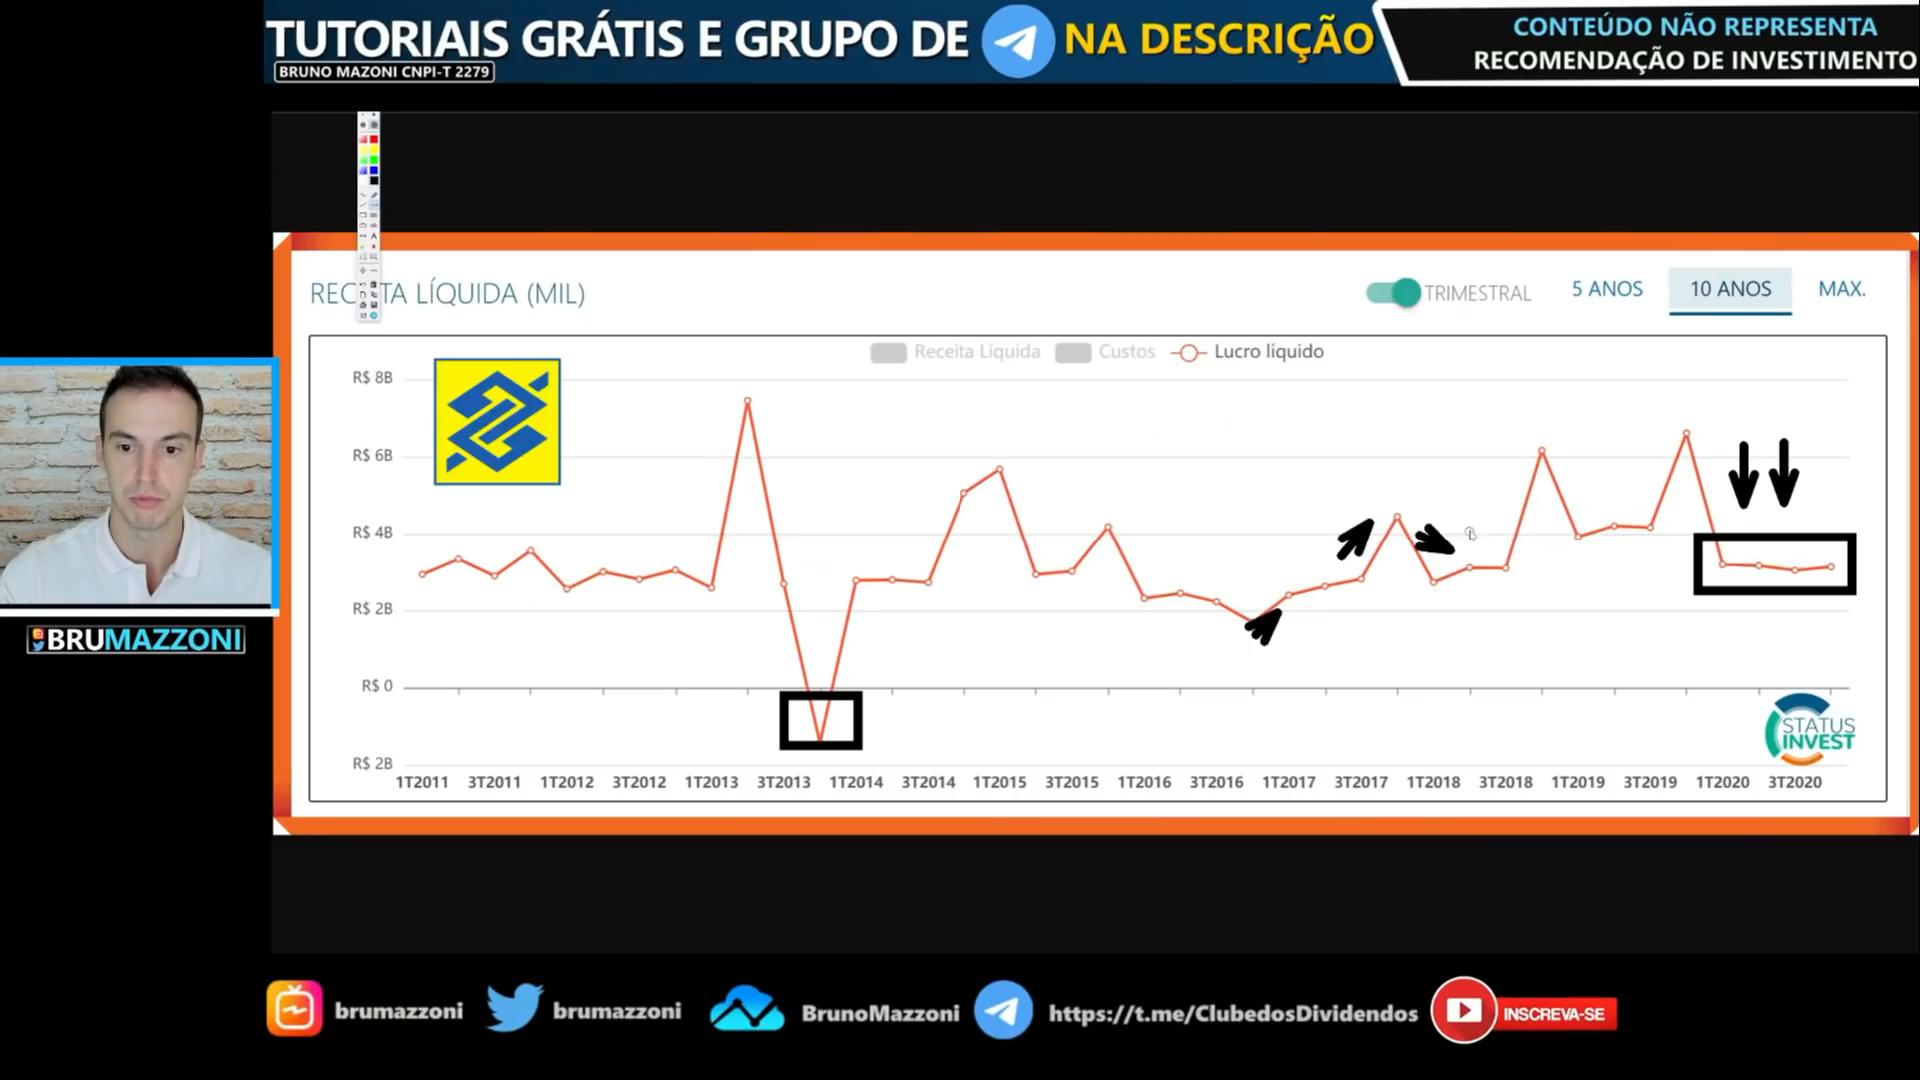 TUTORIAIS GRÁTIS E GRUPO DE NA DESCRIÇÃO
BRUNO MAZONI CNPI-T 2279
CONTEÚDO NÃO REPRESENTA
RECOMENDAÇÃO DE INVESTIMENTO
REC TA LÍQUIDA (MIL)
TRIMESTRAL
5 ANOS
10 ANOS
MAX.
Receita Líquida
Custos
Lucro líquido
R$ 8B
R$ 6B
R$ 4B
R$ 2B
R$ 0
R$ 2B
1T2011 3T2011 1T2012 3T2012 1T2013 3T2013 1T2014 3T2014 1T2015 3T2015 1T2016 3T2016 1T2017 3T2017 1T2018 3T2018 1T2019 3T2019 1T2020 3T2020
STATUS
INVEST
BRUMAZZONI
brumazzoni
brumazzoni
BrunoMazzoni
https://t.me/ClubedosDividendos
INSCREVA-SE